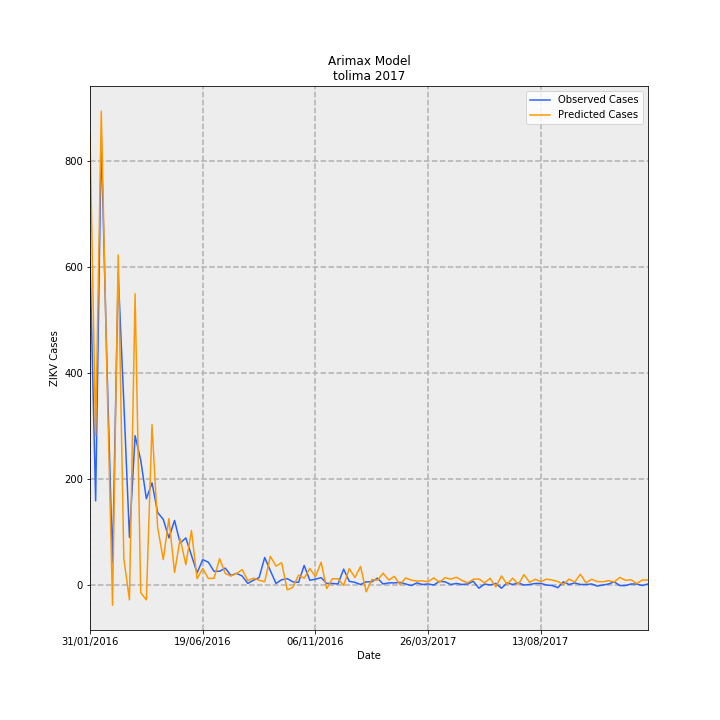 Arimax Model
tolima 2017
Observed Cases
Predicted Cases
ZIKV Cases
800
600
400
200
0
31/01/2016
19/06/2016
06/11/2016
26/03/2017
13/08/2017
Date